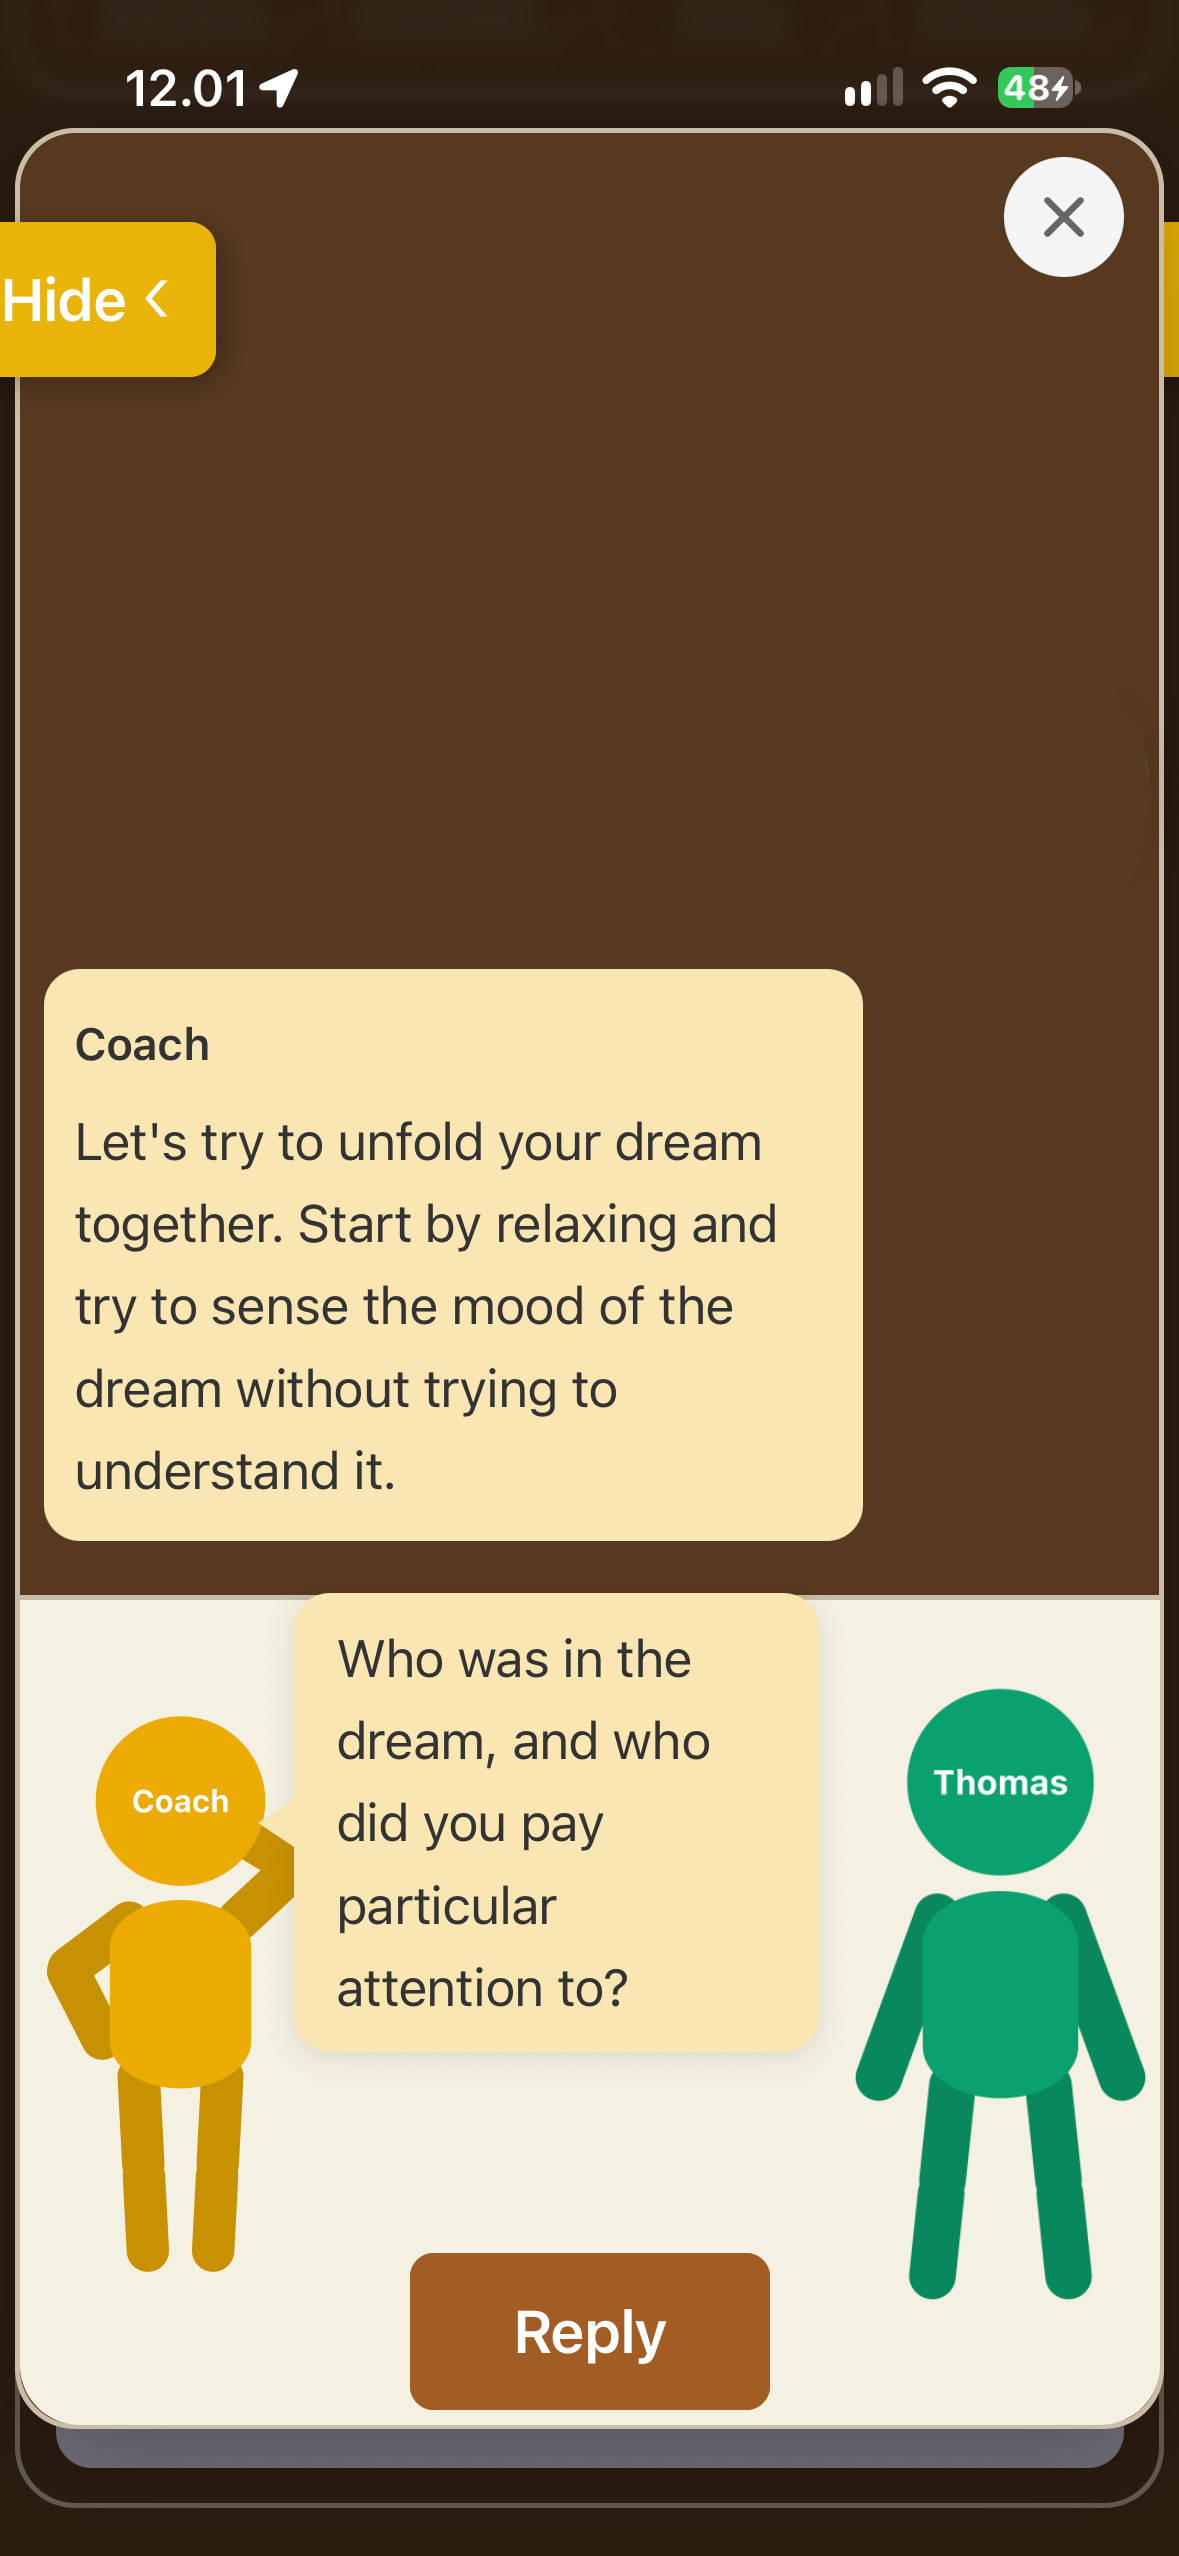 12.01
48
Hide
Coach
Let's try to unfold your dream
together. Start by relaxing and
try to sense the mood of the
dream without trying to
understand it.
Who was in the
dream, and who
did you pay
particular
attention to?
Coach
Thomas
Reply